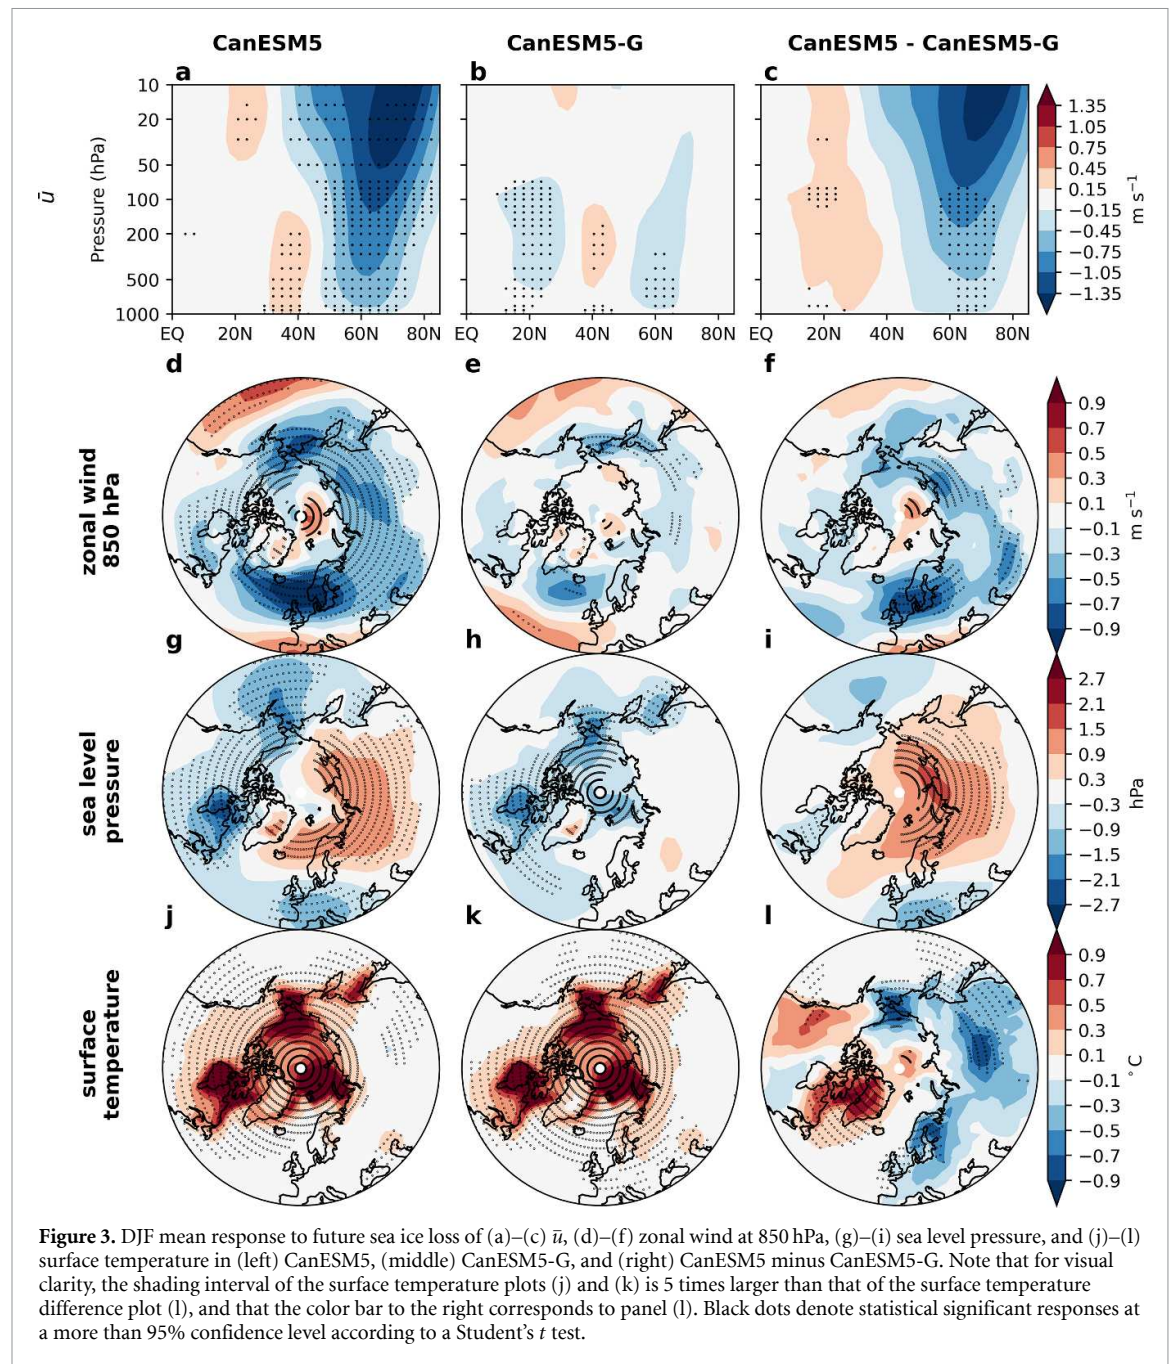 CanESM5 CanESM5-G CanESM5 - CanESM5-G
a b c
ū
Pressure (hPa)
10
20
50
100
200
500
1000
EQ 20N 40N 60N 80N EQ 20N 40N 60N 80N EQ 20N 40N 60N 80N
1.35
1.05
0.75
0.45
0.15
−0.15
−0.45
−0.75
−1.05
−1.35
m s⁻¹
d e f
zonal wind
850 hPa
0.9
0.7
0.5
0.3
0.1
−0.1
−0.3
−0.5
−0.7
−0.9
m s⁻¹
g h i
sea level
pressure
2.7
2.1
1.5
0.9
0.3
−0.3
−0.9
−1.5
−2.1
−2.7
hPa
j k l
surface
temperature
0.9
0.7
0.5
0.3
0.1
−0.1
−0.3
−0.5
−0.7
−0.9
°C
Figure 3. DJF mean response to future sea ice loss of (a)–(c) ū, (d)–(f) zonal wind at 850 hPa, (g)–(i) sea level pressure, and (j)–(l)
surface temperature in (left) CanESM5, (middle) CanESM5-G, and (right) CanESM5 minus CanESM5-G. Note that for visual
clarity, the shading interval of the surface temperature plots (j) and (k) is 5 times larger than that of the surface temperature
difference plot (l), and that the color bar to the right corresponds to panel (l). Black dots denote statistical significant responses at
a more than 95% confidence level according to a Student's t test.